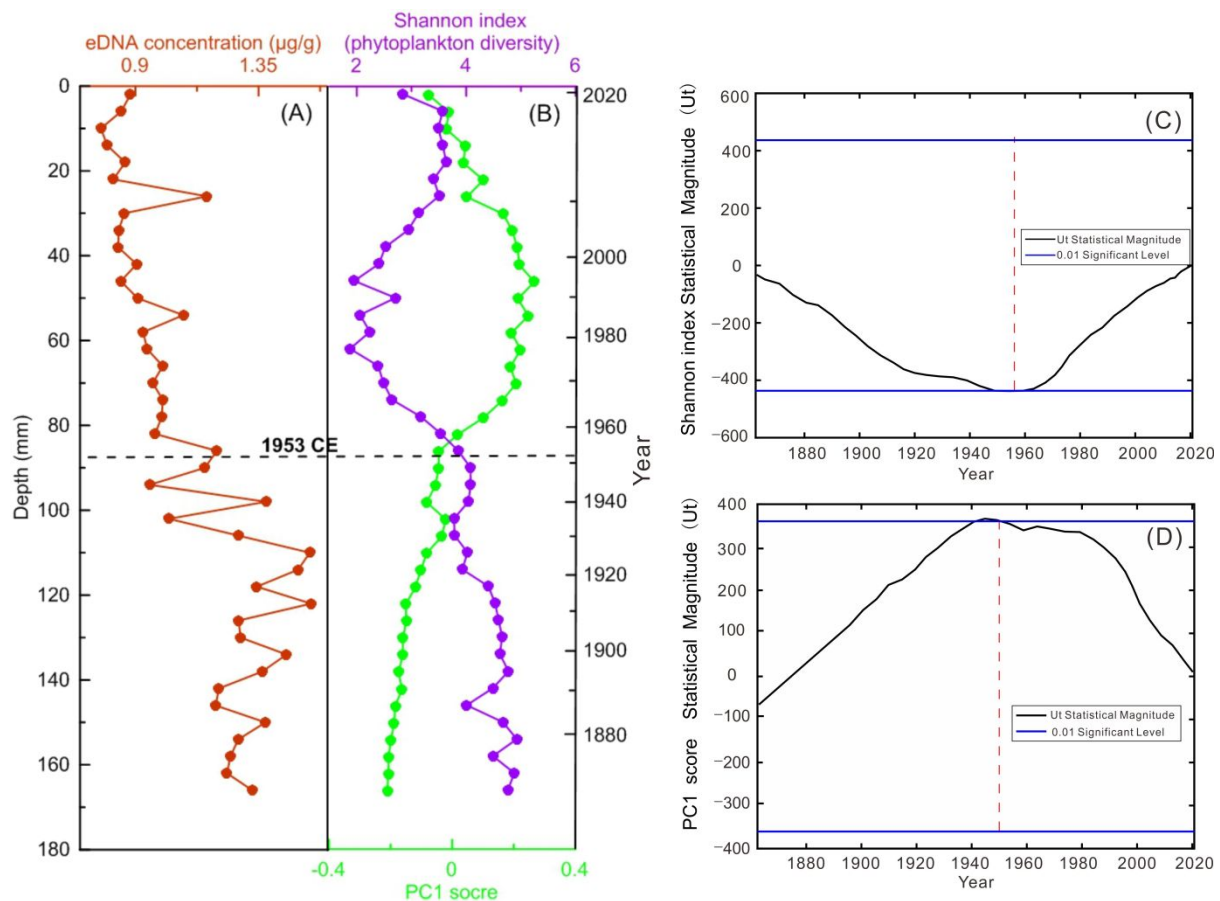 eDNA concentration (µg/g)
0.9 1.35
Shannon index
(phytoplankton diversity)
2 4 6
(A)
(B)
0
20
40
60
80
100
120
140
160
180
Depth (mm)
1953 CE
2020
2000
1980
1960
1940
1920
1900
1880
Year
-0.4 0 0.4
PC1 socre
(C)
600
400
200
0
−200
−400
−600
Shannon index Statistical Magnitude (Ut)
Ut Statistical Magnitude
0.01 Significant Level
1880 1900 1920 1940 1960 1980 2000 2020
Year
(D)
400
300
200
100
0
−100
−200
−300
−400
PC1 score Statistical Magnitude (Ut)
Ut Statistical Magnitude
0.01 Significant Level
1880 1900 1920 1940 1960 1980 2000 2020
Year